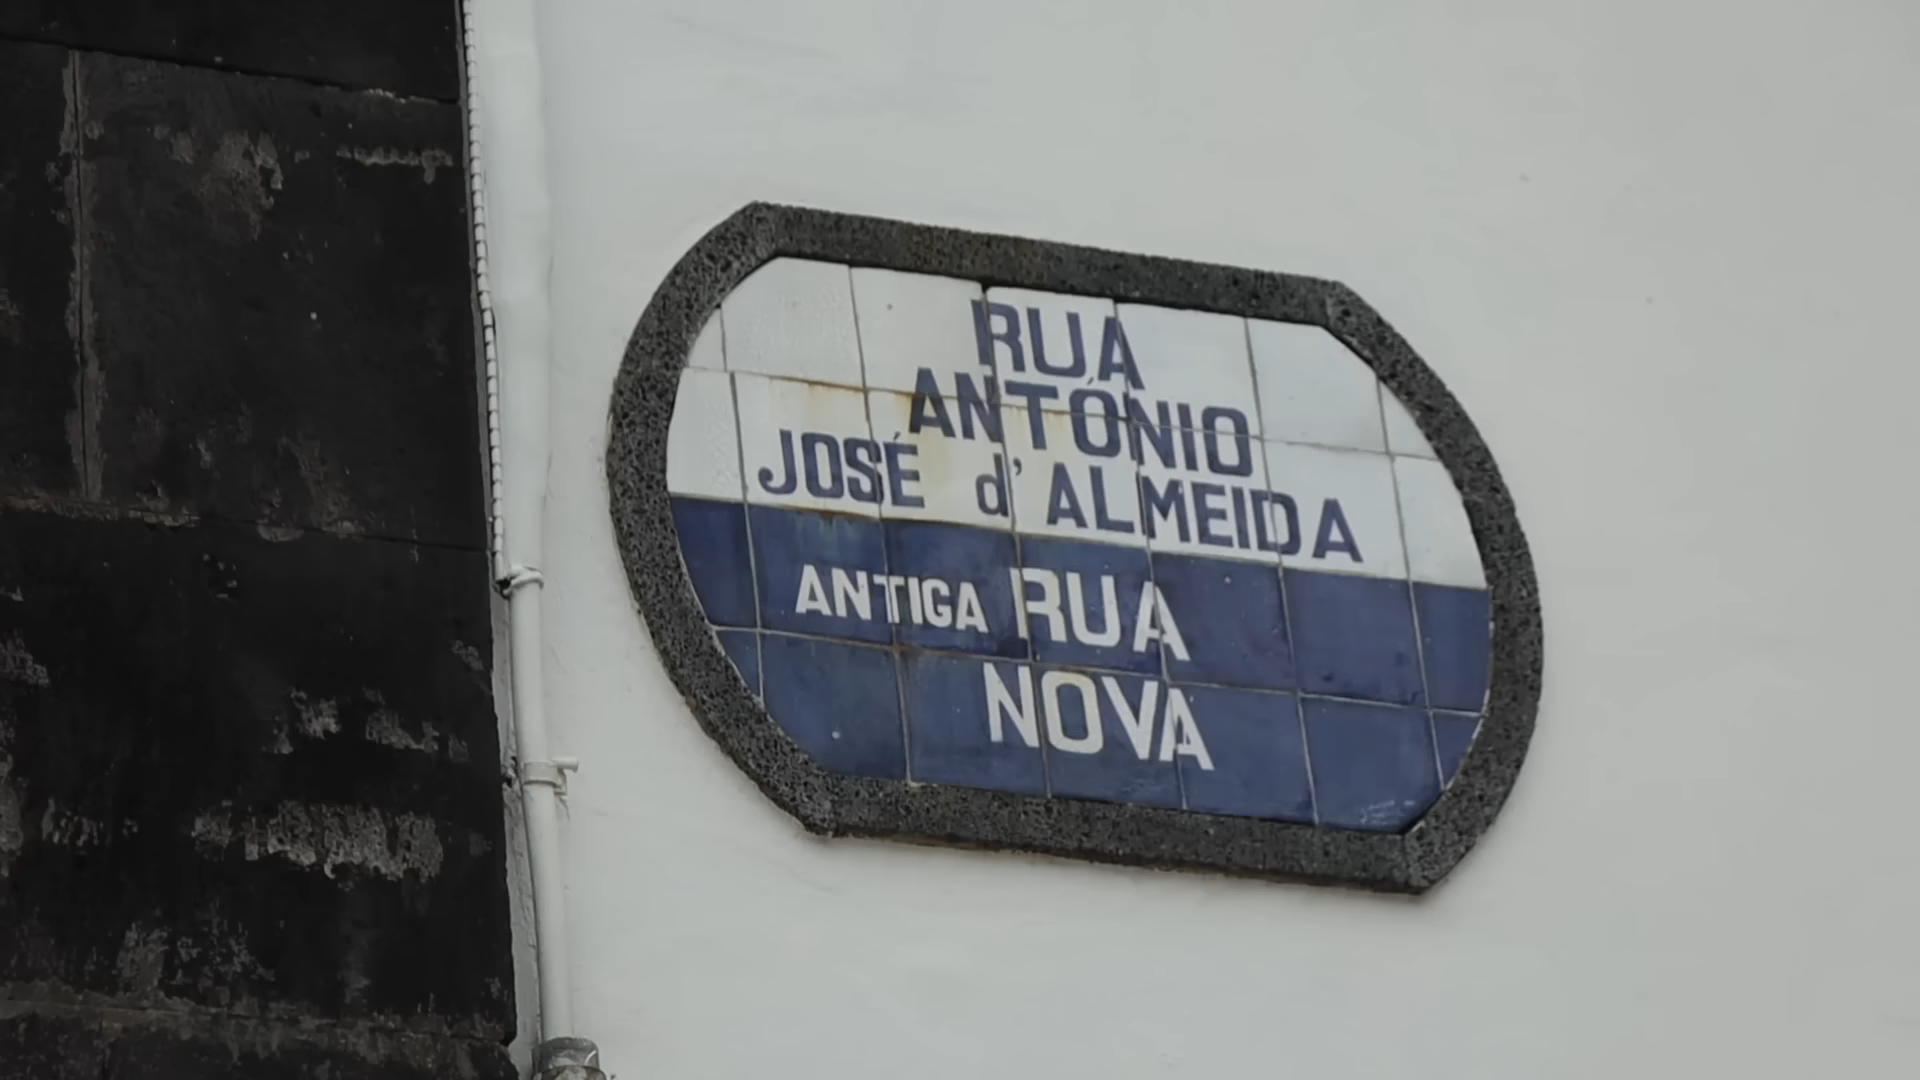 RUA
ANTÓNIO
JOSÉ d'ALMEIDA
ANTIGA RUA
NOVA